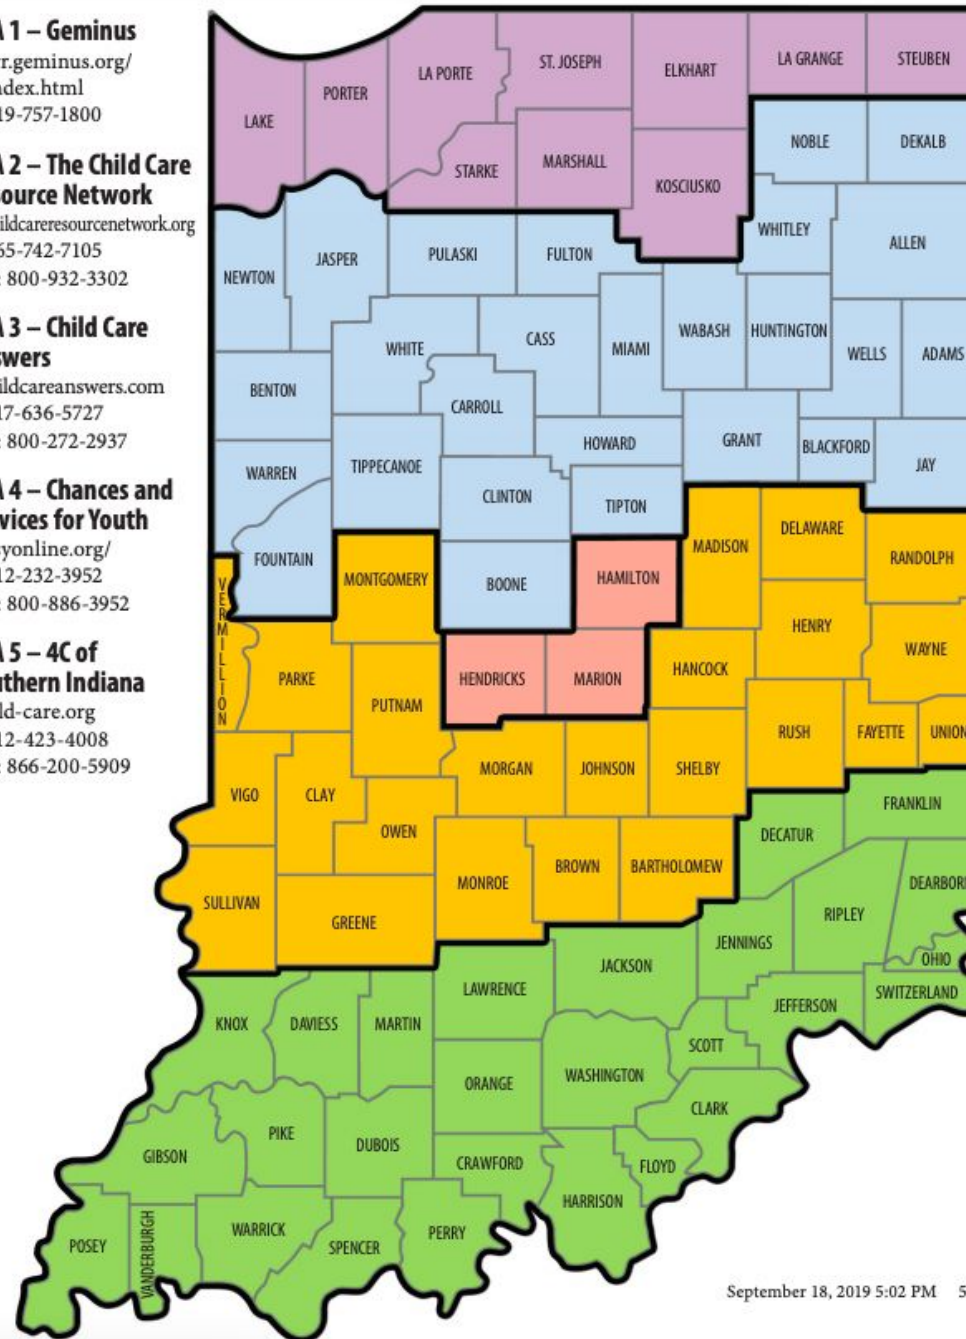 A 1 – Geminus
r.geminus.org/
ndex.html
19-757-1800
A 2 – The Child Care
source Network
ildcareresourcenetwork.org
65-742-7105
: 800-932-3302
A 3 – Child Care
swers
ildcareanswers.com
17-636-5727
: 800-272-2937
A 4 – Chances and
vices for Youth
syonline.org/
12-232-3952
: 800-886-3952
A 5 – 4C of
uthern Indiana
ld-care.org
12-423-4008
: 866-200-5909
LAKE
PORTER
LA PORTE
ST. JOSEPH
ELKHART
LA GRANGE
STEUBEN
STARKE
MARSHALL
KOSCIUSKO
NOBLE
DEKALB
WHITLEY
ALLEN
NEWTON
JASPER
PULASKI
FULTON
WHITE
CASS
MIAMI
WABASH
HUNTINGTON
WELLS
ADAMS
BENTON
CARROLL
HOWARD
GRANT
BLACKFORD
JAY
WARREN
TIPPECANOE
CLINTON
TIPTON
FOUNTAIN
MONTGOMERY
BOONE
HAMILTON
MADISON
DELAWARE
RANDOLPH
VERMILLION
PARKE
PUTNAM
HENDRICKS
MARION
HANCOCK
HENRY
WAYNE
RUSH
FAYETTE
UNION
VIGO
CLAY
OWEN
MORGAN
JOHNSON
SHELBY
DECATUR
FRANKLIN
SULLIVAN
GREENE
MONROE
BROWN
BARTHOLOMEW
RIPLEY
DEARBOR
JENNINGS
OHIO
JACKSON
LAWRENCE
JEFFERSON
SWITZERLAND
KNOX
DAVIESS
MARTIN
SCOTT
ORANGE
WASHINGTON
CLARK
GIBSON
PIKE
DUBOIS
CRAWFORD
FLOYD
HARRISON
POSEY
VANDERBURGH
WARRICK
SPENCER
PERRY
September 18, 2019 5:02 PM 5